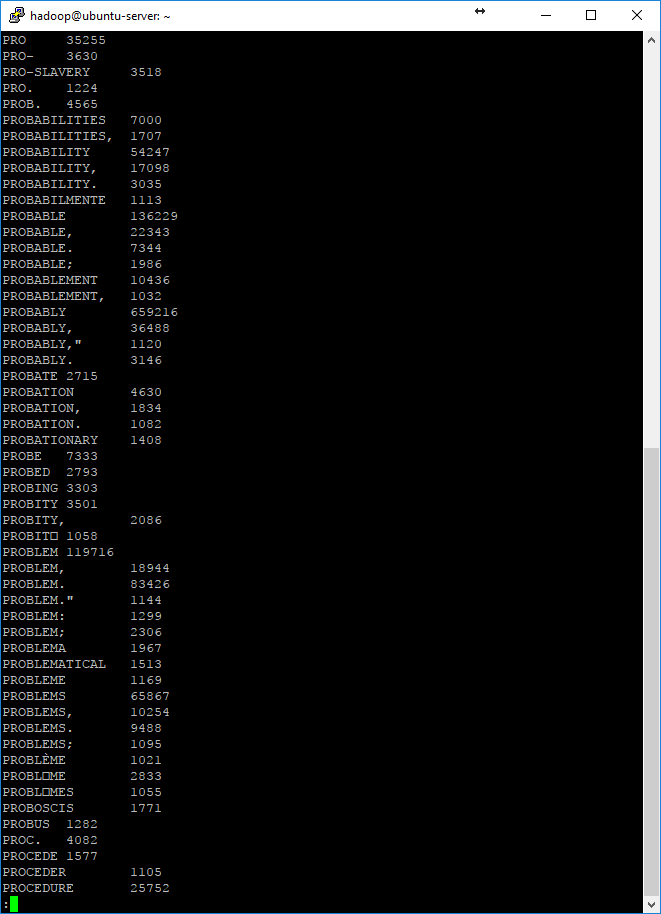 hadoop@ubuntu-server: ~
PRO 35255
PRO- 3630
PRO-SLAVERY 3518
PRO. 1224
PROB. 4565
PROBABILITIES 7000
PROBABILITIES, 1707
PROBABILITY 54247
PROBABILITY, 17098
PROBABILITY. 3035
PROBABILMENTE 1113
PROBABLE 136229
PROBABLE, 22343
PROBABLE. 7344
PROBABLE; 1986
PROBABLEMENT 10436
PROBABLEMENT, 1032
PROBABLY 659216
PROBABLY, 36488
PROBABLY," 1120
PROBABLY. 3146
PROBATE 2715
PROBATION 4630
PROBATION, 1834
PROBATION. 1082
PROBATIONARY 1408
PROBE 7333
PROBED 2793
PROBING 3303
PROBITY 3501
PROBITY, 2086
PROBIT□ 1058
PROBLEM 119716
PROBLEM, 18944
PROBLEM. 83426
PROBLEM." 1144
PROBLEM: 1299
PROBLEM; 2306
PROBLEMA 1967
PROBLEMATICAL 1513
PROBLEME 1169
PROBLEMS 65867
PROBLEMS, 10254
PROBLEMS. 9488
PROBLEMS; 1095
PROBLÈME 1021
PROBL□ME 2833
PROBL□MES 1055
PROBOSCIS 1771
PROBUS 1282
PROC. 4082
PROCEDE 1577
PROCEDER 1105
PROCEDURE 25752
: